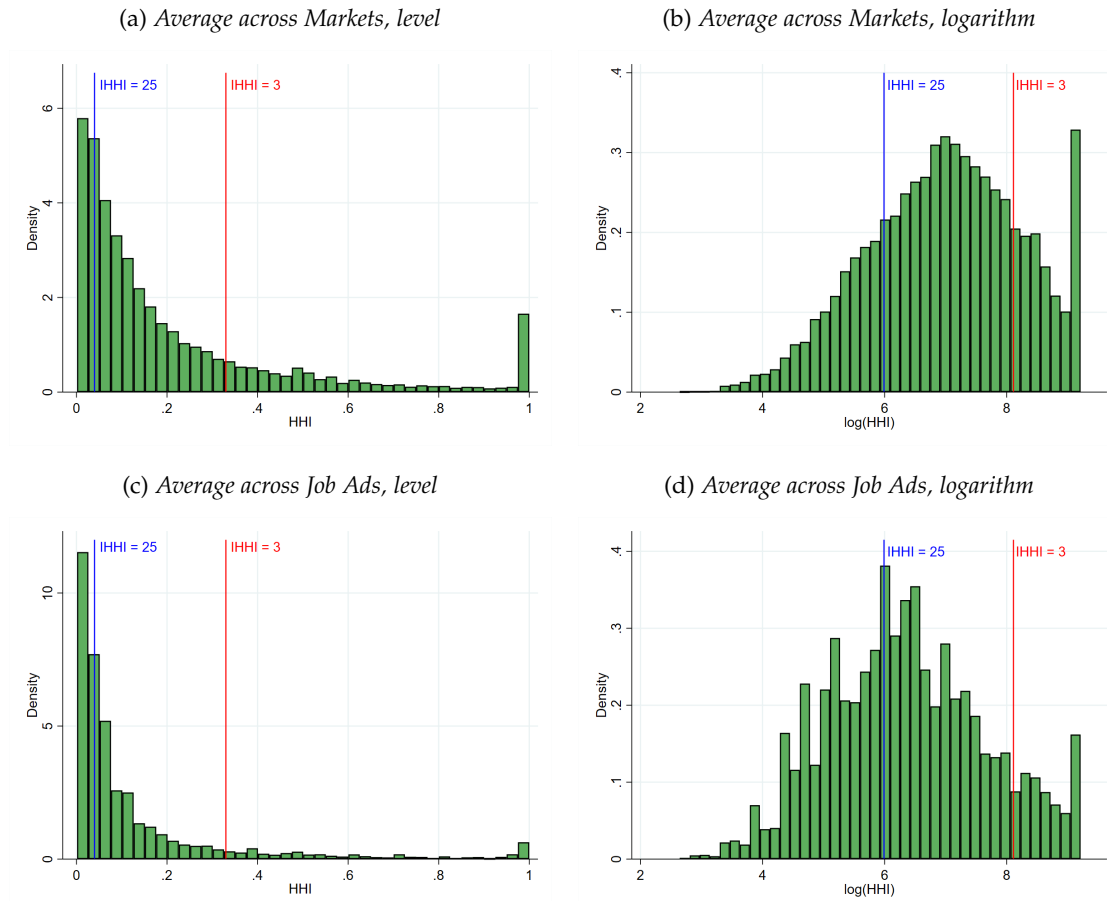 (a) Average across Markets, level
IHHI = 25
IHHI = 3
Density
6
4
2
0
0 .2 .4 .6 .8 1
HHI
(b) Average across Markets, logarithm
IHHI = 25
IHHI = 3
Density
.4
.3
.2
.1
0
2 4 6 8
log(HHI)
(c) Average across Job Ads, level
IHHI = 25
IHHI = 3
Density
10
5
0
0 .2 .4 .6 .8 1
HHI
(d) Average across Job Ads, logarithm
IHHI = 25
IHHI = 3
Density
.4
.3
.2
.1
0
2 4 6 8
log(HHI)